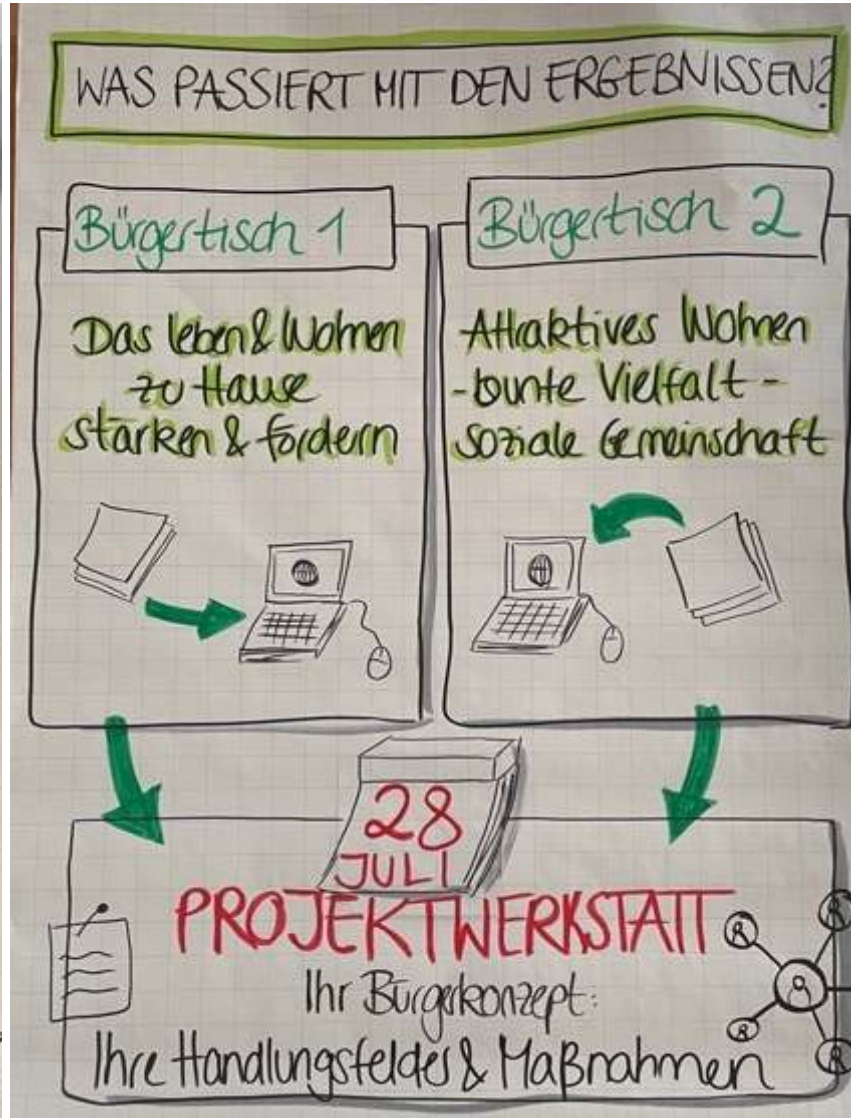 WAS PASSIERT MIT DEN ERGEBNISSEN?
Bürgertisch 1
Das leben & Wohnen
zu Hause
stärken & fördern
Bürgertisch 2
Attraktives Wohnen
- bunte Vielfalt -
soziale Gemeinschaft
28
JULI
PROJEKTWERKSTATT
Ihr Bürgerkonzept:
Ihre Handlungsfelder & Maßnahmen